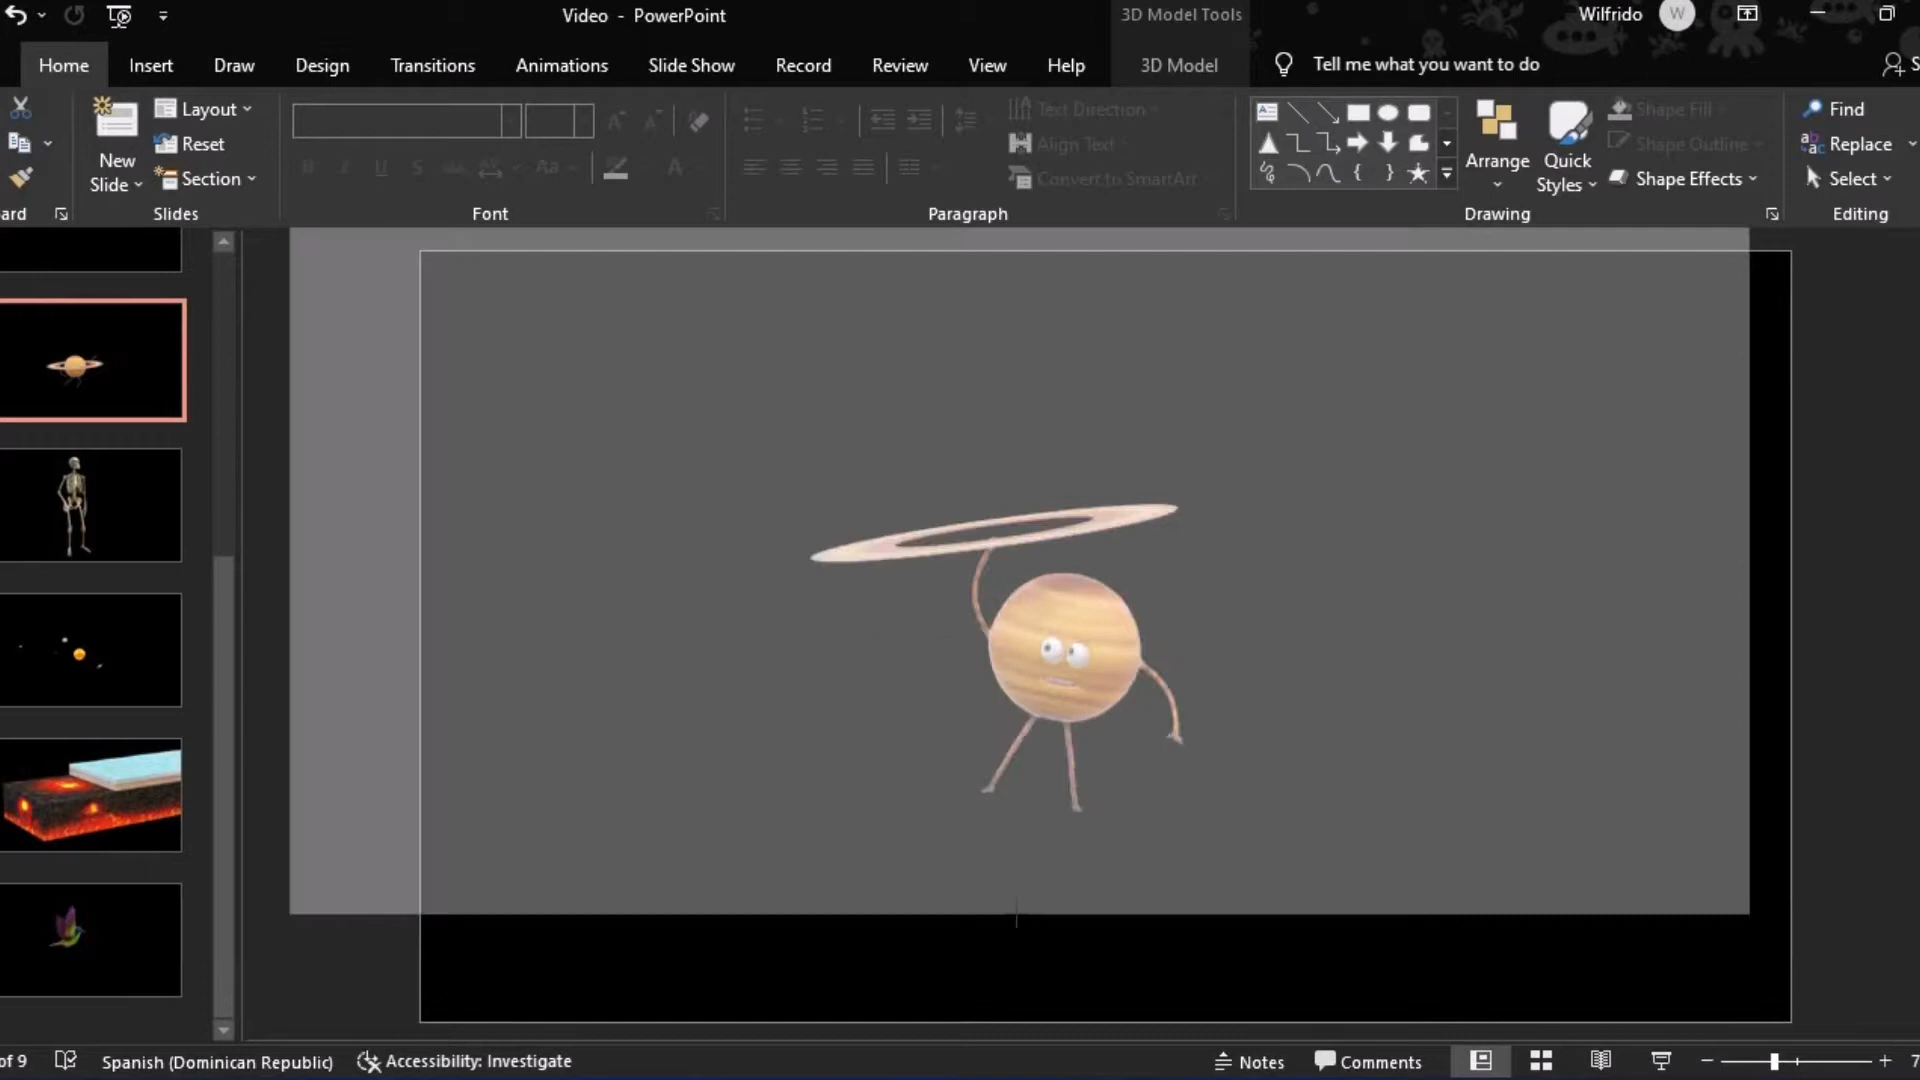 Video - PowerPoint
3D Model Tools
Wilfrido
W
Home
Insert
Draw
Design
Transitions
Animations
Slide Show
Record
Review
View
Help
3D Model
Tell me what you want to do
S
New
Slide
Layout
Reset
Section
Text Direction
Align Text
Convert to SmartArt
Arrange
Quick
Styles
Shape Fill
Shape Outline
Shape Effects
Find
Replace
Select
ard
Slides
Font
Paragraph
Drawing
Editing
of 9
Spanish (Dominican Republic)
Accessibility: Investigate
Notes
Comments
7